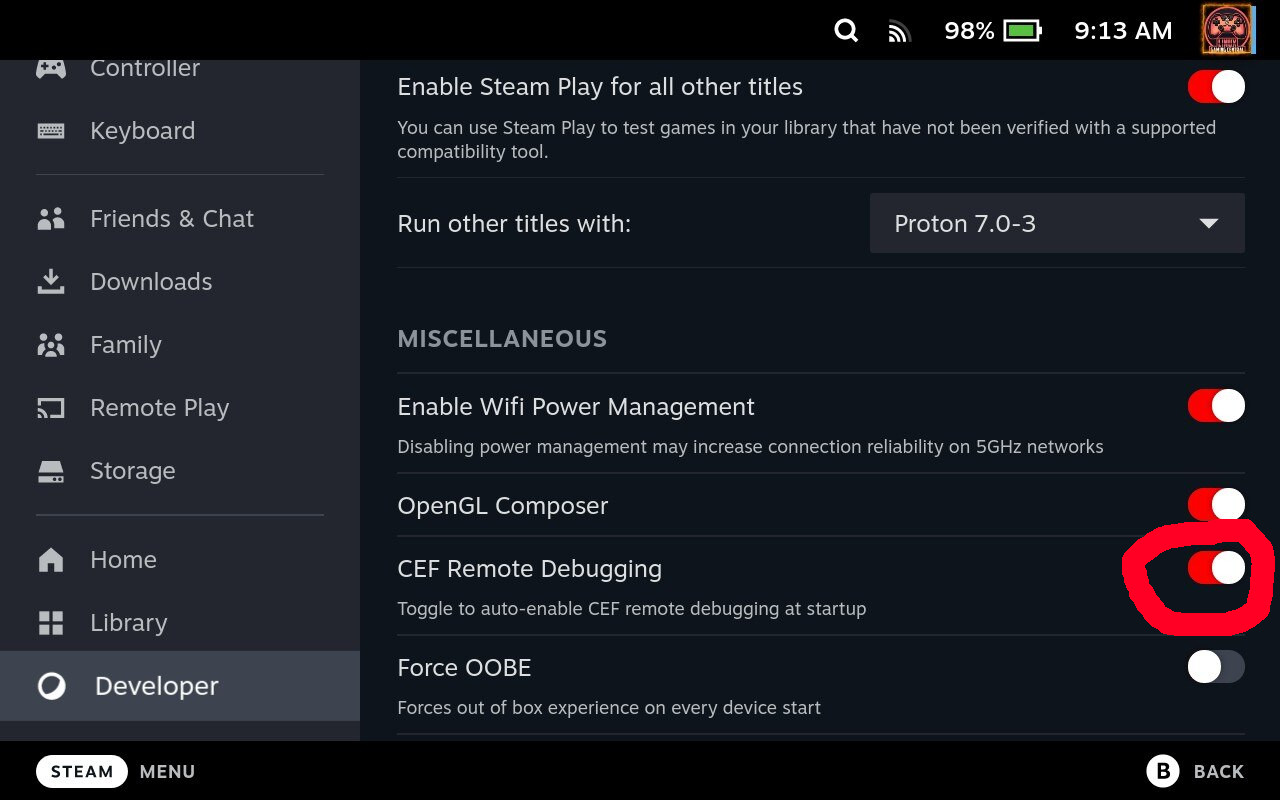 98% 9:13 AM
Controller
Keyboard
Friends & Chat
Downloads
Family
Remote Play
Storage
Home
Library
Developer
Enable Steam Play for all other titles
You can use Steam Play to test games in your library that have not been verified with a supported
compatibility tool.
Run other titles with: Proton 7.0-3
MISCELLANEOUS
Enable Wifi Power Management
Disabling power management may increase connection reliability on 5GHz networks
OpenGL Composer
CEF Remote Debugging
Toggle to auto-enable CEF remote debugging at startup
Force OOBE
Forces out of box experience on every device start
STEAM MENU B BACK